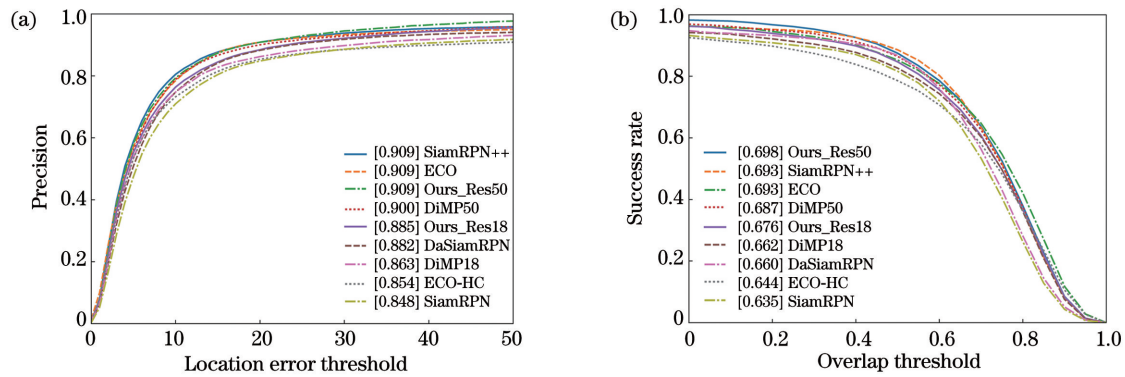 (a)
1.0
0.8
0.6
0.4
0.2
0
Precision
[0.909] SiamRPN++
[0.909] ECO
[0.909] Ours_Res50
[0.900] DiMP50
[0.885] Ours_Res18
[0.882] DaSiamRPN
[0.863] DiMP18
[0.854] ECO-HC
[0.848] SiamRPN
0 10 20 30 40 50
Location error threshold
(b)
1.0
0.8
0.6
0.4
0.2
0
Success rate
[0.698] Ours_Res50
[0.693] SiamRPN++
[0.693] ECO
[0.687] DiMP50
[0.676] Ours_Res18
[0.662] DiMP18
[0.660] DaSiamRPN
[0.644] ECO-HC
[0.635] SiamRPN
0.0 0.2 0.4 0.6 0.8 1.0
Overlap threshold